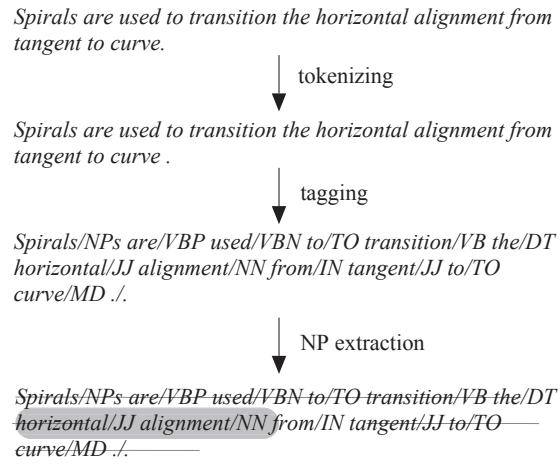 Spirals are used to transition the horizontal alignment from
tangent to curve.
tokenizing
Spirals are used to transition the horizontal alignment from
tangent to curve .
tagging
Spirals/NPs are/VBP used/VBN to/TO transition/VB the/DT
horizontal/JJ alignment/NN from/IN tangent/JJ to/TO
curve/MD ./.
NP extraction
Spirals/NPs are/VBP used/VBN to/TO transition/VB the/DT
horizontal/JJ alignment/NN from/IN tangent/JJ to/TO
curve/MD ./.